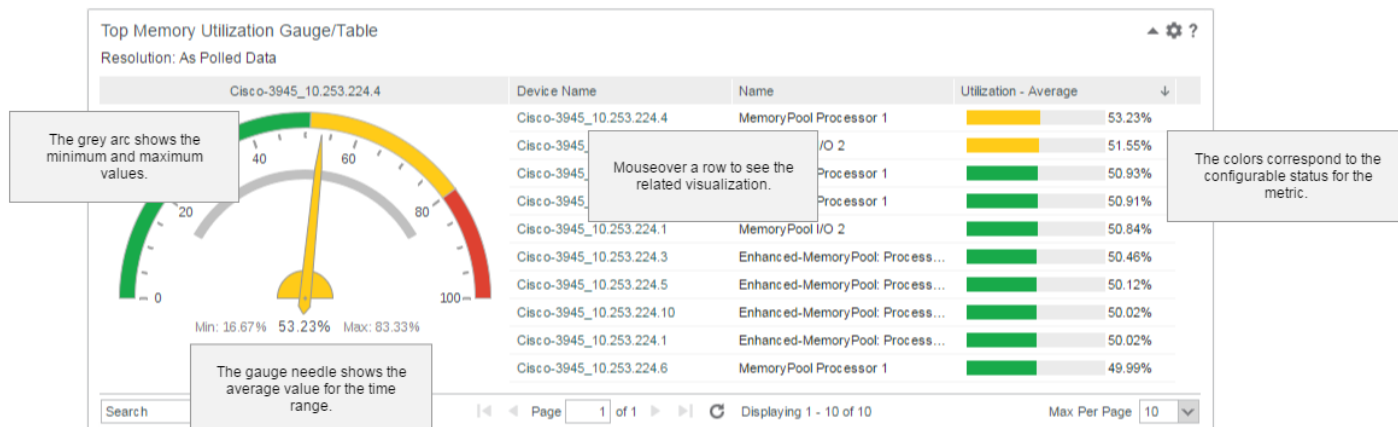 Top Memory Utilization Gauge/Table
Resolution: As Polled Data
Cisco-3945_10.253.224.4
Device Name Name Utilization - Average
Cisco-3945_10.253.224.4 MemoryPool Processor 1 53.23%
Cisco-3945_ I/O 2 51.55%
Cisco-3945_ Processor 1 50.93%
Cisco-3945_ Processor 1 50.91%
Cisco-3945_10.253.224.1 MemoryPool I/O 2 50.84%
Cisco-3945_10.253.224.3 Enhanced-MemoryPool: Process... 50.46%
Cisco-3945_10.253.224.5 Enhanced-MemoryPool: Process... 50.12%
Cisco-3945_10.253.224.10 Enhanced-MemoryPool: Process... 50.02%
Cisco-3945_10.253.224.1 Enhanced-MemoryPool: Process... 50.02%
Cisco-3945_10.253.224.6 MemoryPool Processor 1 49.99%
The grey arc shows the
minimum and maximum
values.
0
20
40
60
80
100
Min: 16.67% 53.23% Max: 83.33%
Mouseover a row to see the
related visualization.
The colors correspond to the
configurable status for the
metric.
The gauge needle shows the
average value for the time
range.
Search
Page 1 of 1
Displaying 1 - 10 of 10
Max Per Page 10
?